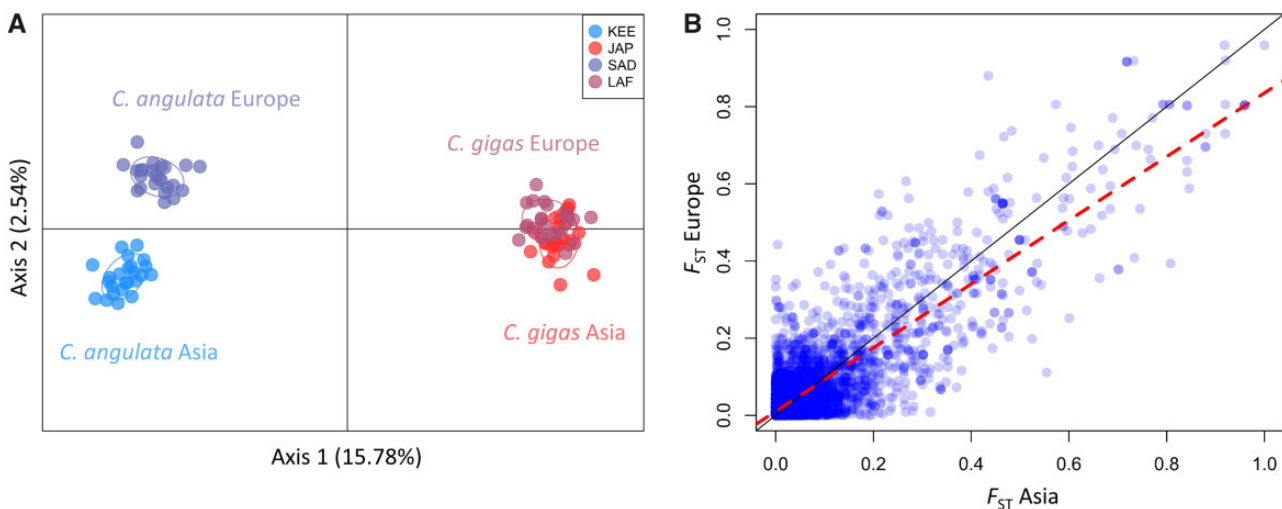 A
KEE
JAP
SAD
LAF
C. angulata Europe
C. gigas Europe
C. angulata Asia
C. gigas Asia
Axis 2 (2.54%)
Axis 1 (15.78%)
B
1.0
0.8
0.6
0.4
0.2
0.0
FST Europe
0.0 0.2 0.4 0.6 0.8 1.0
FST Asia